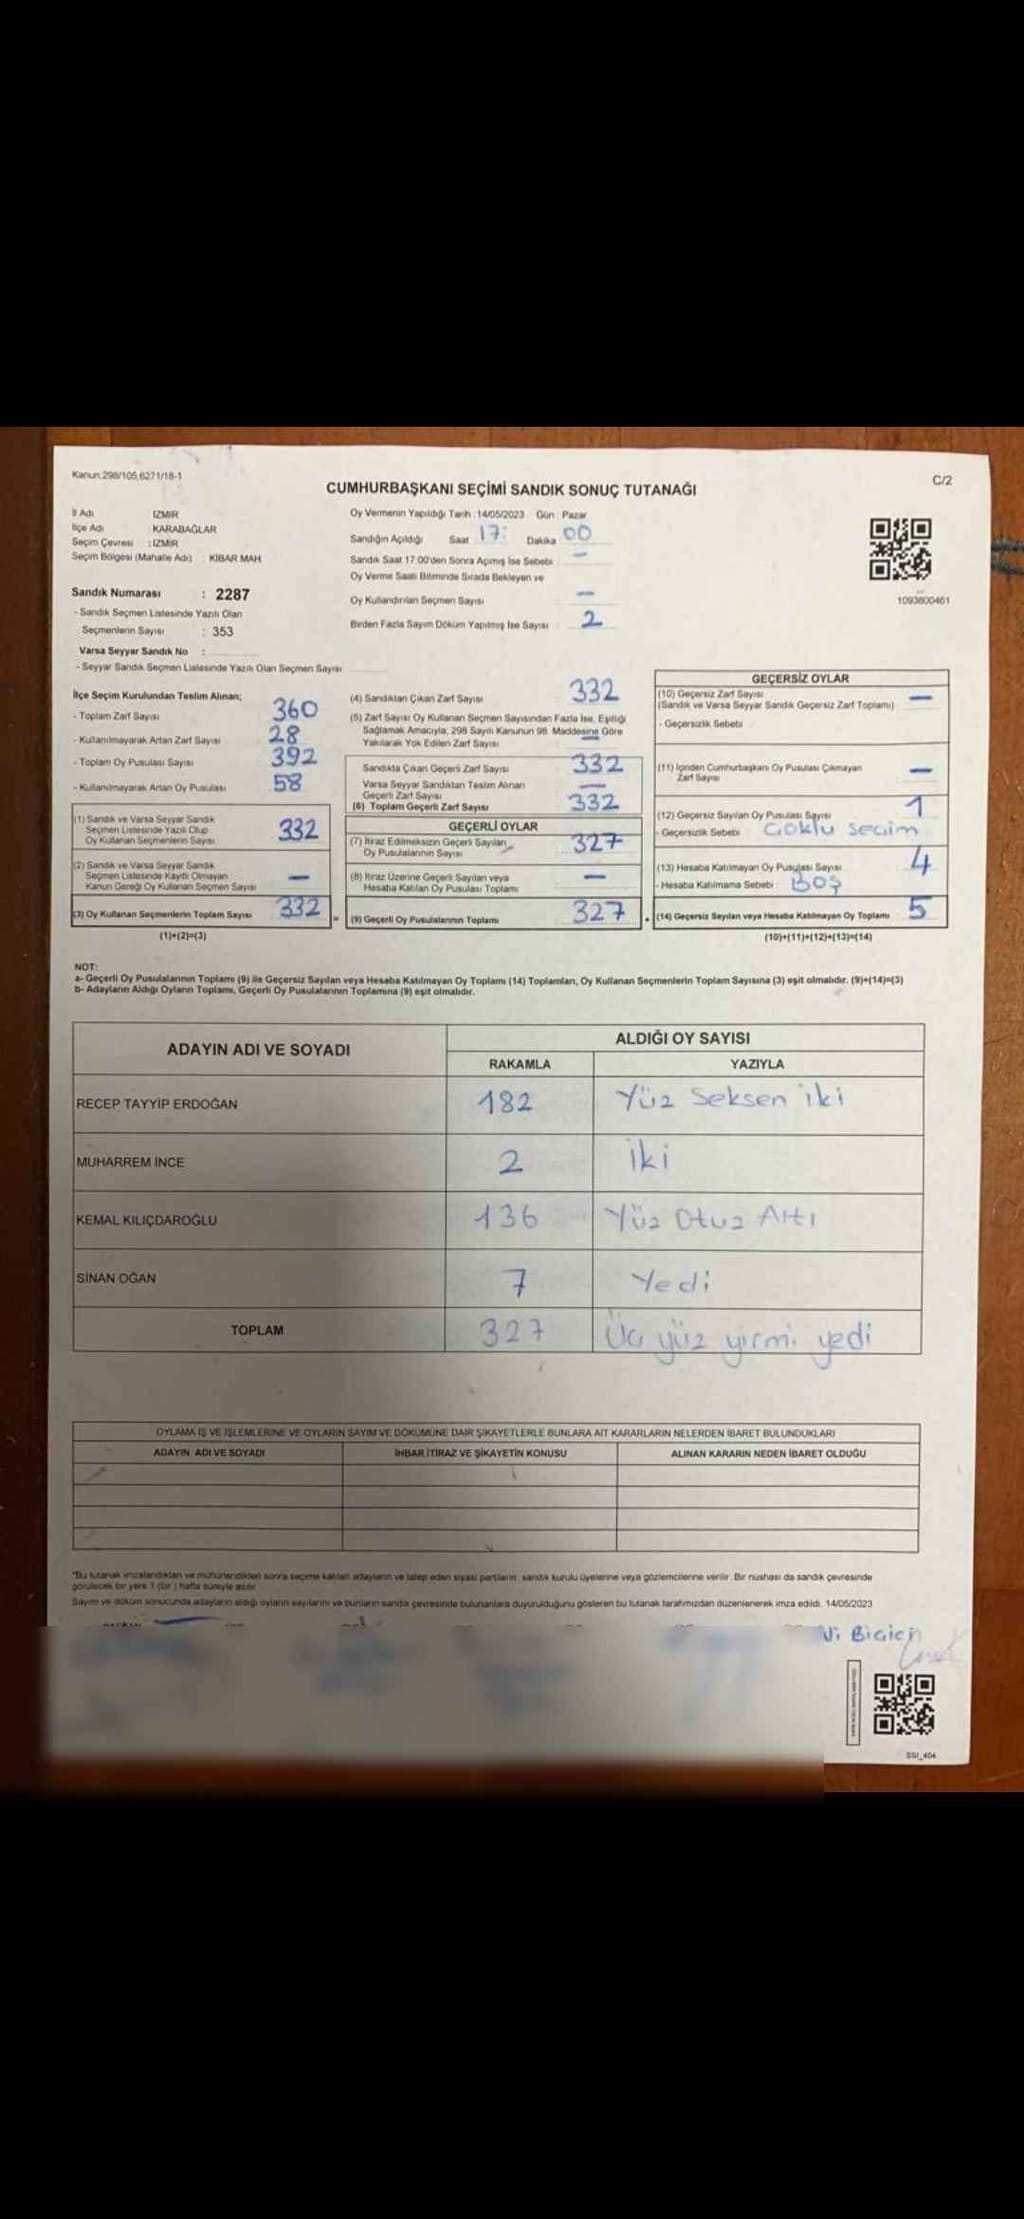 Kanun:298/105,6271/18-1
C/2
CUMHURBAŞKANI SEÇİMİ SANDIK SONUÇ TUTANAĞI
İl Adı İZMİR
İlçe Adı KARABAĞLAR
Seçim Çevresi : İZMİR
Seçim Bölgesi (Mahalle Adı) : KIBAR MAH
Sandık Numarası : 2287
- Sandık Seçmen Listesinde Yazılı Olan
Seçmenlerin Sayısı : 353
Varsa Seyyar Sandık No :
- Seyyar Sandık Seçmen Listesinde Yazılı Olan Seçmen Sayısı
Oy Vermenin Yapıldığı Tarih : 14/05/2023 Gün : Pazar
Sandığın Açıldığı Saat 17: Dakika 00
Sandık Saat 17:00'den Sonra Açımış İse Sebebi : –
Oy Verme Saati Bitiminde Sırada Bekleyen ve
Oy Kullandırılan Seçmen Sayısı –
Birden Fazla Sayım Döküm Yapılmış İse Sayısı : 2
1093800461
İlçe Seçim Kurulundan Teslim Alınan;
- Toplam Zarf Sayısı 360
- Kullanılmayarak Artan Zarf Sayısı 28
- Toplam Oy Pusulası Sayısı 392
- Kullanılmayarak Artan Oy Pusulası 58
(1) Sandık ve Varsa Seyyar Sandık
Seçmen Listesinde Yazılı Olup
Oy Kullanan Seçmenlerin Sayısı 332
(2) Sandık ve Varsa Seyyar Sandık
Seçmen Listesinde Kayıtlı Olmayan
Kanun Gereği Oy Kullanan Seçmen Sayısı –
(3) Oy Kullanan Seçmenlerin Toplam Sayısı 332 =
(1)+(2)=(3)
(4) Sandıktan Çıkan Zarf Sayısı 332
(5) Zarf Sayısı Oy Kullanan Seçmen Sayısından Fazla İse, Eşitliği
Sağlamak Amacıyla; 298 Sayılı Kanunun 98. Maddesine Göre
Yakılarak Yok Edilen Zarf Sayısı –
Sandıkta Çıkan Geçerli Zarf Sayısı 332
Varsa Seyyar Sandıktan Teslim Alınan
Geçerli Zarf Sayısı –
(6) Toplam Geçerli Zarf Sayısı 332
GEÇERLİ OYLAR
(7) İtiraz Edilmeksizin Geçerli Sayılan
Oy Pusulalarının Sayısı 327
(8) İtiraz Üzerine Geçerli Sayılan veya
Hesaba Katılan Oy Pusulası Toplamı –
(9) Geçerli Oy Pusulalarının Toplamı 327 +
GEÇERSİZ OYLAR
(10) Geçersiz Zarf Sayısı
(Sandık ve Varsa Seyyar Sandık Geçersiz Zarf Toplamı) –
- Geçersizlik Sebebi
(11) İçinden Cumhurbaşkanı Oy Pusulası Çıkmayan
Zarf Sayısı –
(12) Geçersiz Sayılan Oy Pusulası Sayısı 1
- Geçersizlik Sebebi : Çoklu seçim
(13) Hesaba Katılmayan Oy Pusulası Sayısı 4
- Hesaba Katılmama Sebebi : BOŞ
(14) Geçersiz Sayılan veya Hesaba Katılmayan Oy Toplamı 5
(10)+(11)+(12)+(13)=(14)
NOT:
a- Geçerli Oy Pusulalarının Toplamı (9) ile Geçersiz Sayılan veya Hesaba Katılmayan Oy Toplamı (14) Toplamları, Oy Kullanan Seçmenlerin Toplam Sayısına (3) eşit olmalıdır. (9)+(14)=(3)
b- Adayların Aldığı Oyların Toplamı, Geçerli Oy Pusulalarının Toplamına (9) eşit olmalıdır.
ADAYIN ADI VE SOYADI
ALDIĞI OY SAYISI
RAKAMLA YAZIYLA
RECEP TAYYİP ERDOĞAN 182 Yüz Seksen iki
MUHARREM İNCE 2 iki
KEMAL KILIÇDAROĞLU 136 Yüz Otuz Altı
SİNAN OĞAN 7 Yedi
TOPLAM 327 Üç yüz yirmi yedi
OYLAMA İŞ VE İŞLEMLERİNE VE OYLARIN SAYIM VE DÖKÜMÜNE DAİR ŞİKAYETLERLE BUNLARA AİT KARARLARIN NELERDEN İBARET BULUNDUKLARI
ADAYIN ADI VE SOYADI İHBAR İTİRAZ VE ŞİKAYETİN KONUSU ALINAN KARARIN NEDEN İBARET OLDUĞU
*Bu tutanak imzalandıktan ve mühürlendikten sonra seçime katılan adayların ve talep eden siyasi partilerin sandık kurulu üyelerine veya gözlemcilerine verilir. Bir nüshası da sandık çevresinde
görülecek bir yere 1 (bir) hafta süreyle asılır
Sayım ve döküm sonucunda adayların aldığı oyların sayılarını ve bunların sandık çevresinde bulunanlara duyurulduğunu gösteren bu tutanak tarafımızdan düzenlenerek imza edildi. 14/05/2023
SSI_404